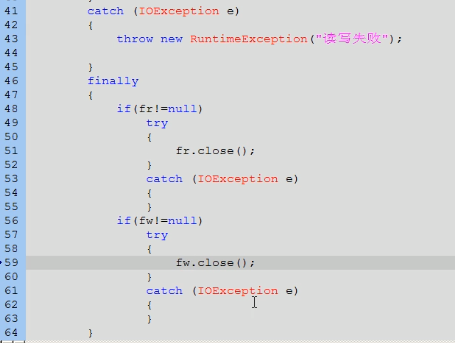 41 catch (IOException e)
42 {
43 throw new RuntimeException("读写失败");
44
45 }
46 finally
47 {
48 if(fr!=null)
49 try
50 {
51 fr.close();
52 }
53 catch (IOException e)
54 {
55 }
56 if(fw!=null)
57 try
58 {
59 fw.close();
60 }
61 catch (IOException e)
62 {
63 }
64 }